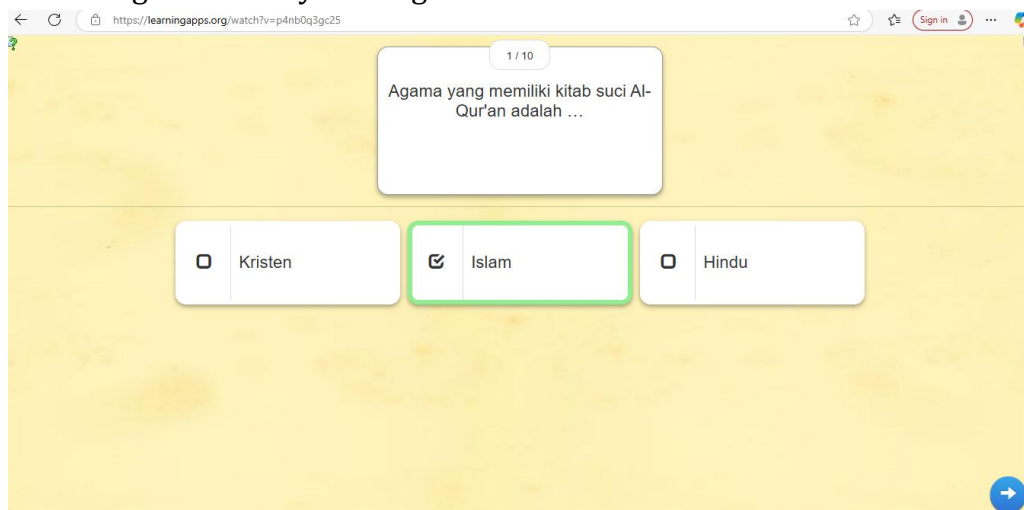 https://learningapps.org/watch?v=p4nb0q3gc25
Sign in
1 / 10
Agama yang memiliki kitab suci Al-
Qur'an adalah …
Kristen
Islam
Hindu